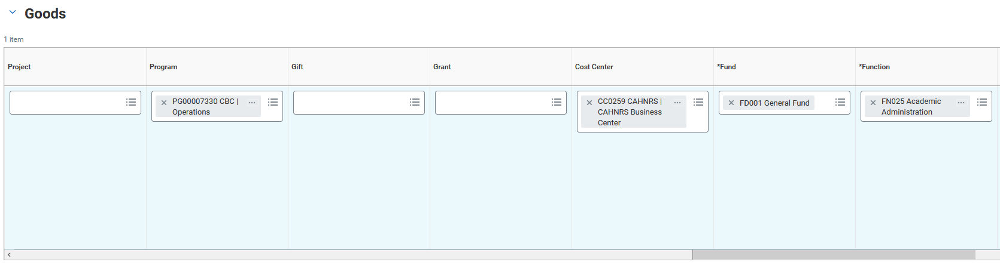 Goods
1 item
Project Program Gift Grant Cost Center *Fund *Function
PG00007330 CBC |
Operations
CC0259 CAHNRS |
CAHNRS Business
Center
FD001 General Fund
FN025 Academic
Administration